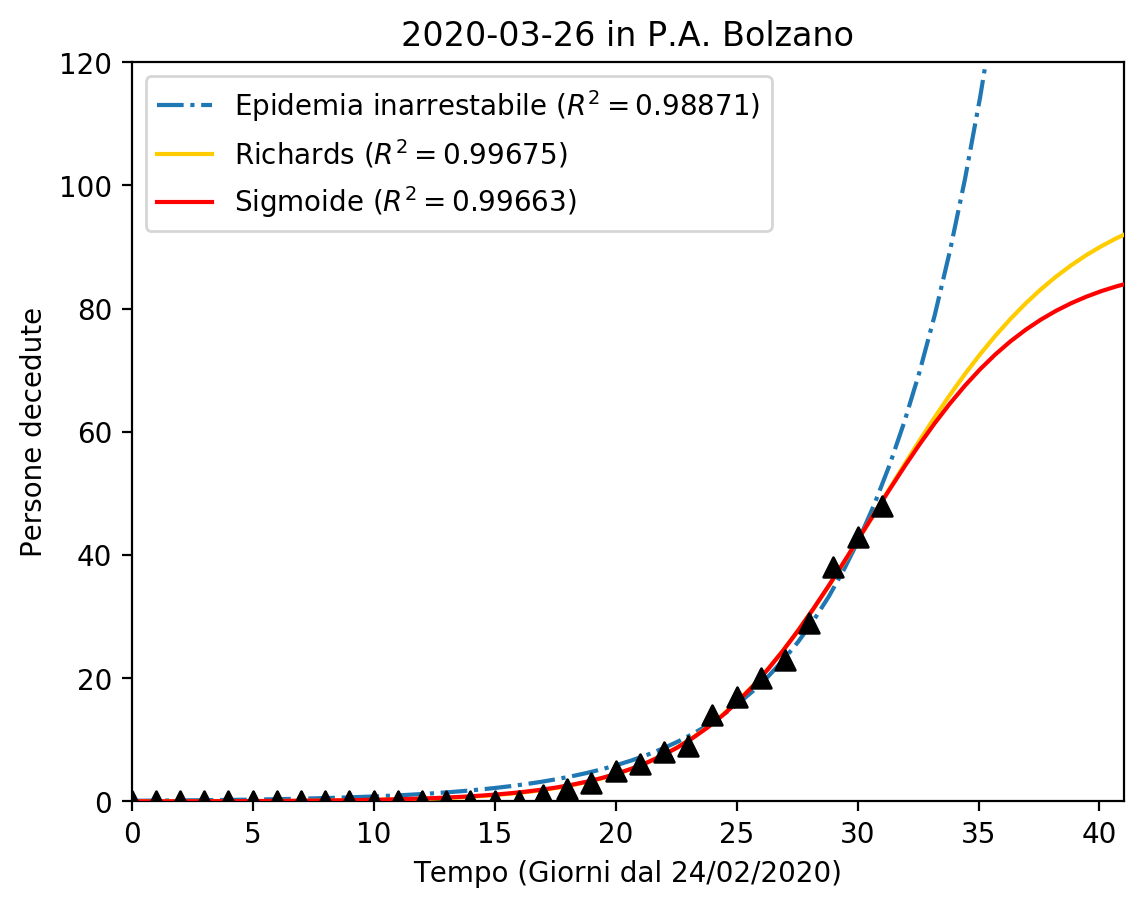 2020-03-26 in P.A. Bolzano
Epidemia inarrestabile (R² = 0.98871)
Richards (R² = 0.99675)
Sigmoide (R² = 0.99663)
Persone decedute
120
100
80
60
40
20
0
0 5 10 15 20 25 30 35 40
Tempo (Giorni dal 24/02/2020)